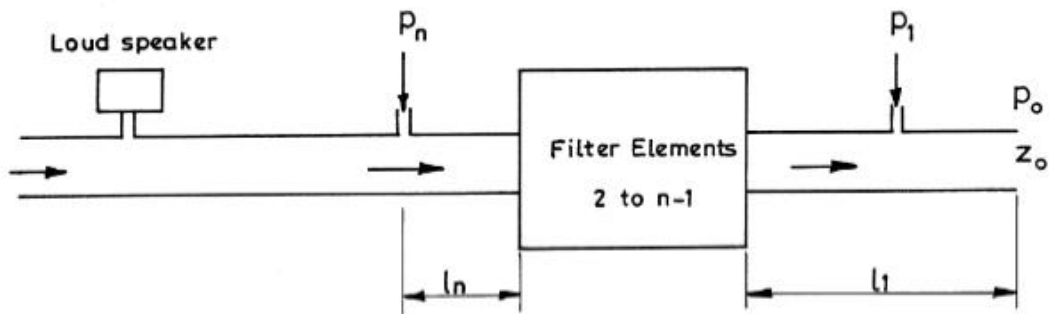 Loud speaker
pn
p1
po
zo
Filter Elements
2 to n-1
ln
l1